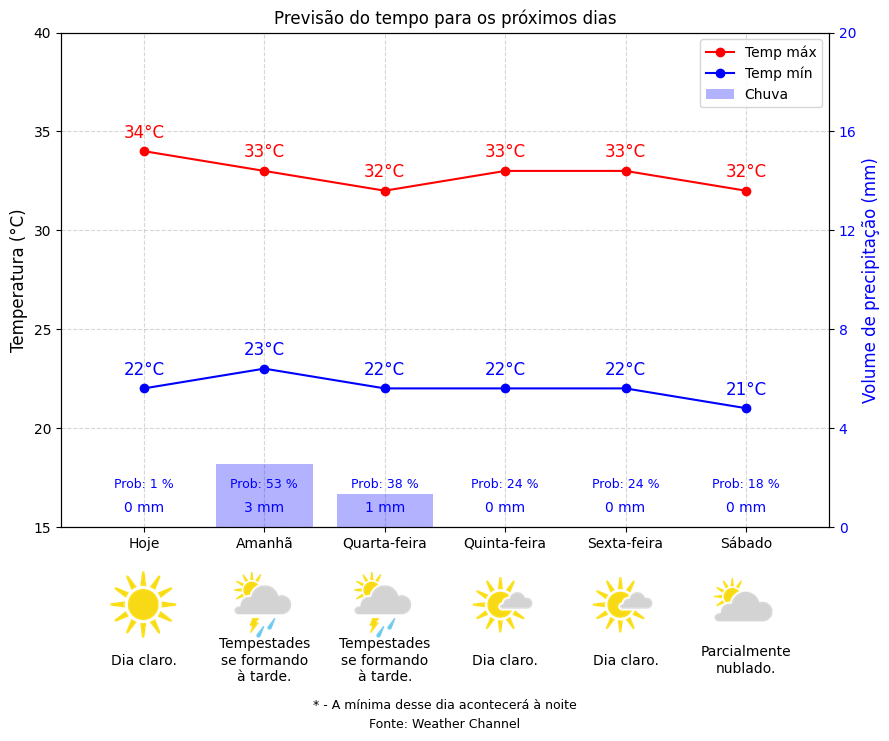 Previsão do tempo para os próximos dias
40
35
30
25
20
15
Temperatura (°C)
20
16
12
8
4
0
Volume de precipitação (mm)
Temp máx
Temp mín
Chuva
34°C 33°C 32°C 33°C 33°C 32°C
22°C 23°C 22°C 22°C 22°C 21°C
Prob: 1 % Prob: 53 % Prob: 38 % Prob: 24 % Prob: 24 % Prob: 18 %
0 mm 3 mm 1 mm 0 mm 0 mm 0 mm
Hoje Amanhã Quarta-feira Quinta-feira Sexta-feira Sábado
Dia claro.
Tempestades
se formando
à tarde.
Tempestades
se formando
à tarde.
Dia claro.
Dia claro.
Parcialmente
nublado.
* - A mínima desse dia acontecerá à noite
Fonte: Weather Channel